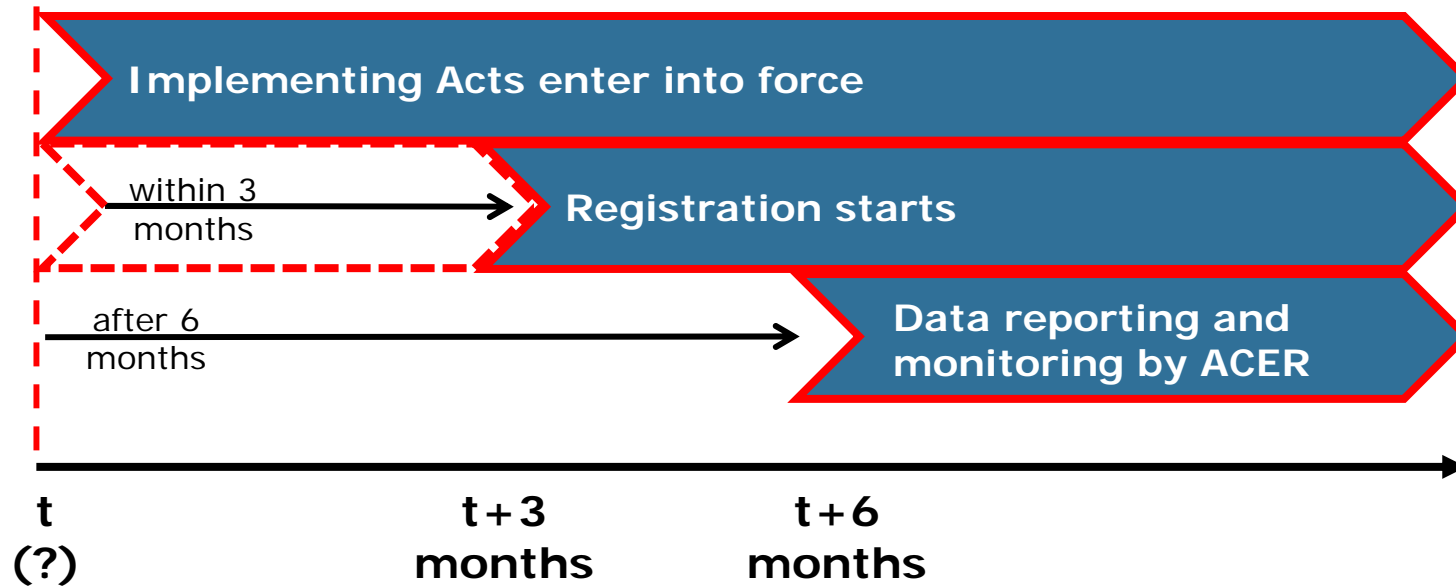 Implementing Acts enter into force
within 3
months
Registration starts
after 6
months
Data reporting and
monitoring by ACER
t
(?)
t+3
months
t+6
months